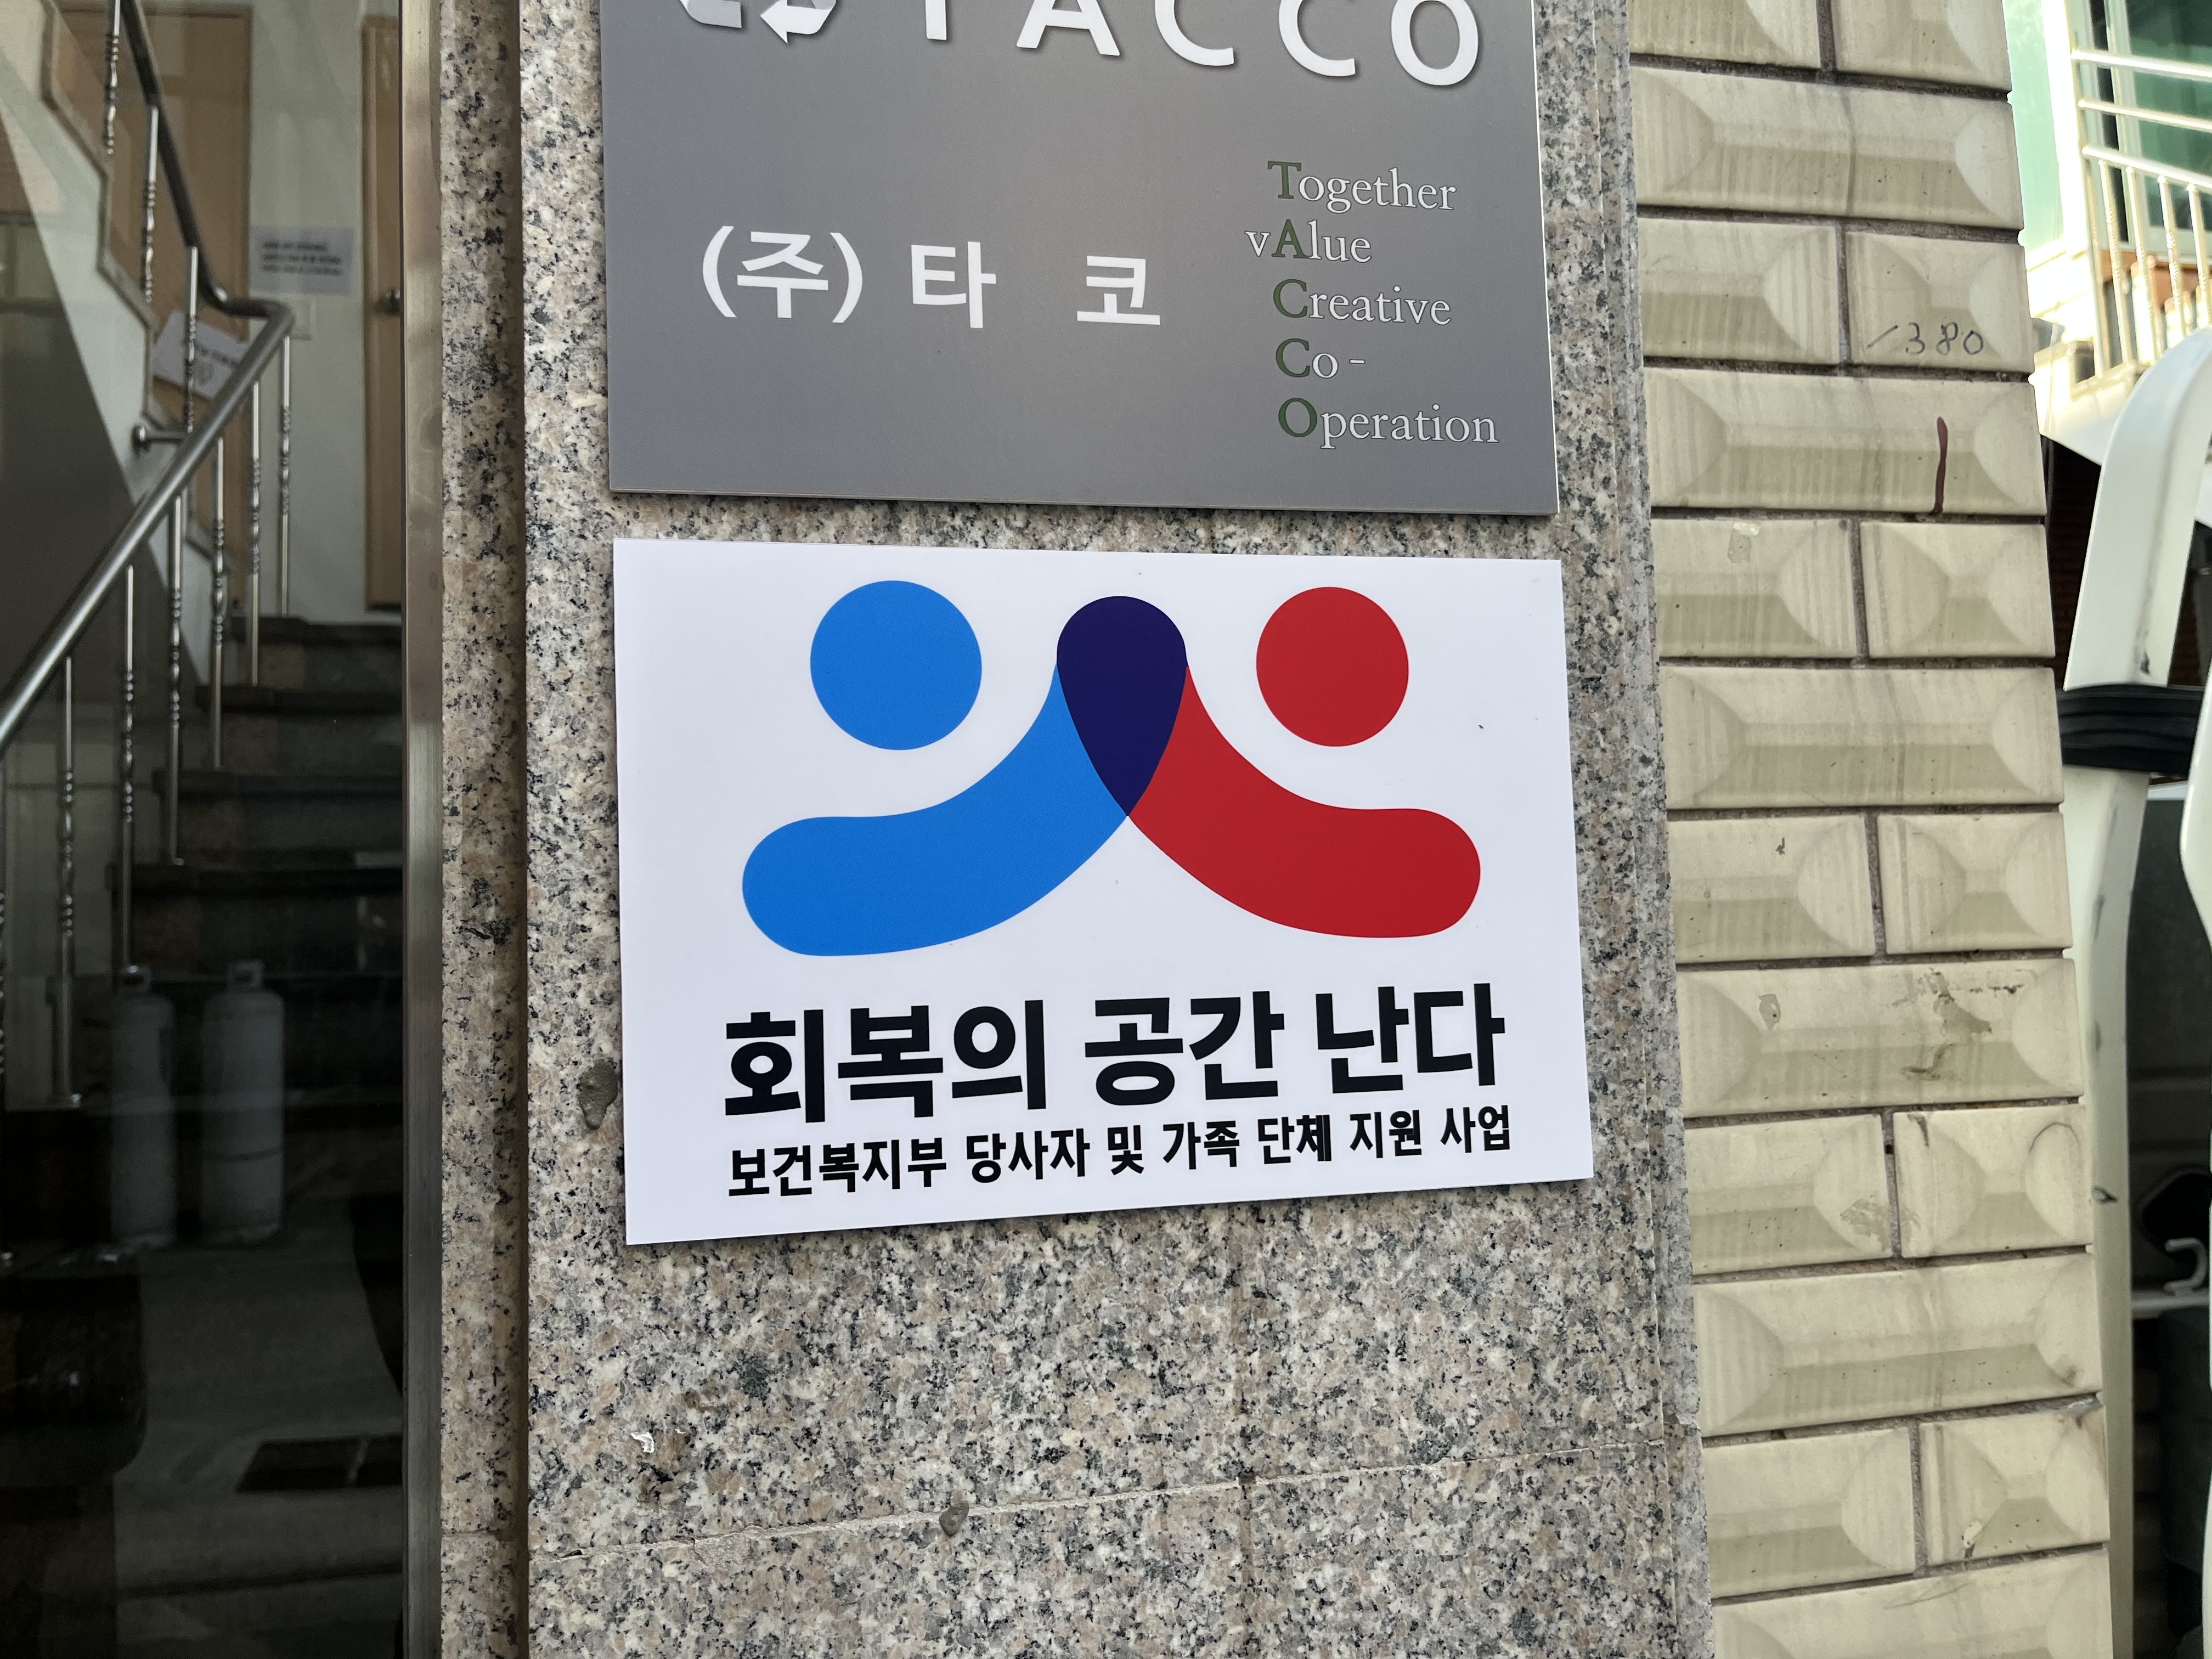 TACCO
(주) 타 코
Together
vAlue
Creative
Co -
Operation
380
회복의 공간 난다
보건복지부 당사자 및 가족 단체 지원 사업